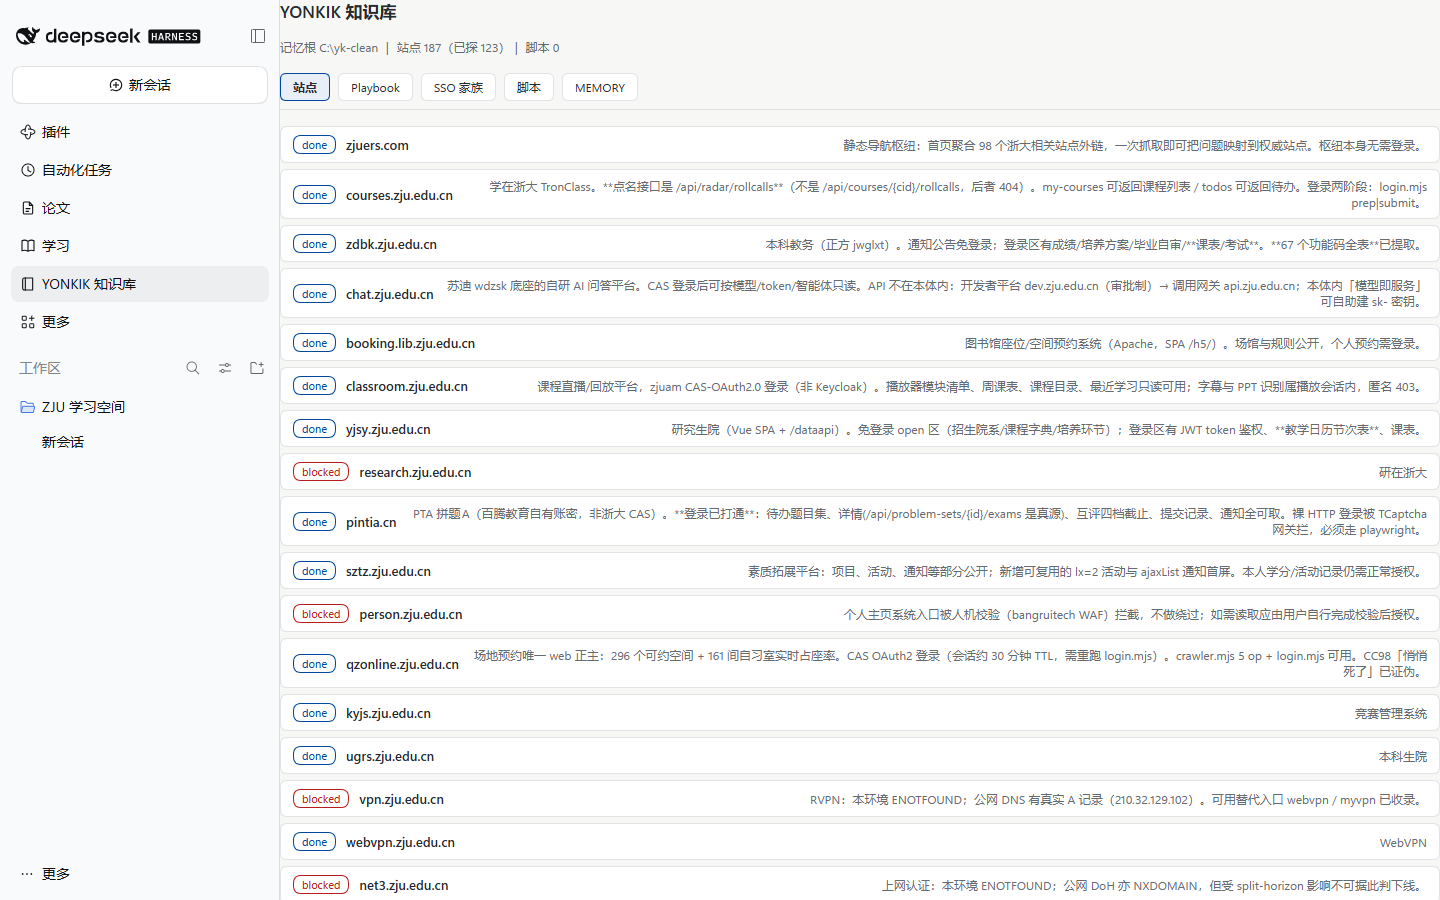 deepseek HARNESS
新会话
插件
自动化任务
论文
学习
YONKIK 知识库
更多
工作区
ZJU 学习空间
新会话
更多
YONKIK 知识库
记忆根 C:\yk-clean | 站点 187（已探 123） | 脚本 0
站点 Playbook SSO 家族 脚本 MEMORY
done zjuers.com 静态导航枢纽：首页聚合 98 个浙大相关站点外链，一次抓取即可把问题映射到权威站点。枢纽本身无需登录。
done courses.zju.edu.cn 学在浙大 TronClass。**点名接口是 /api/radar/rollcalls**（不是 /api/courses/{cid}/rollcalls，后者 404）。my-courses 可返回课程列表 / todos 可返回待办。登录两阶段：login.mjs
prep|submit。
done zdbk.zju.edu.cn 本科教务（正方 jwglxt）。通知公告免登录；登录区有成绩/培养方案/毕业自审/**课表/考试**。**67 个功能码全表**已提取。
done chat.zju.edu.cn 苏迪 wdzsk 底座的自研 AI 问答平台。CAS 登录后可按模型/token/智能体只读。API 不在本体内：开发者平台 dev.zju.edu.cn（审批制）→ 调用网关 api.zju.edu.cn；本体内「模型即服务」
可自助建 sk- 密钥。
done booking.lib.zju.edu.cn 图书馆座位/空间预约系统（Apache，SPA /h5/）。场馆与规则公开，个人预约需登录。
done classroom.zju.edu.cn 课程直播/回放平台，zjuam CAS-OAuth2.0 登录（非 Keycloak）。播放器模块清单、周课表、课程目录、最近学习只读可用；字幕与 PPT 识别属播放会话内，匿名 403。
done yjsy.zju.edu.cn 研究生院（Vue SPA + /dataapi）。免登录 open 区（招生院系/课程字典/培养环节）；登录区有 JWT token 鉴权、**教学日历节次表**、课表。
blocked research.zju.edu.cn 研在浙大
done pintia.cn PTA 拼题A（百腾教育自有账密，非浙大 CAS）。**登录已打通**：待办题目集、详情(/api/problem-sets/{id}/exams 是真源)、互评四档截止、提交记录、通知全可取。裸 HTTP 登录被 TCaptcha
网关拦，必须走 playwright。
done sztz.zju.edu.cn 素质拓展平台：项目、活动、通知等部分公开；新增可复用的 lx=2 活动与 ajaxList 通知首屏。本人学分/活动记录仍需正常授权。
blocked person.zju.edu.cn 个人主页系统入口被人机校验（bangruitech WAF）拦截，不做绕过；如需读取应由用户自行完成校验后授权。
done qzonline.zju.edu.cn 场地预约唯一 web 正主：296 个可约空间 + 161 间自习室实时占座率。CAS OAuth2 登录（会话约 30 分钟 TTL，需重跑 login.mjs）。crawler.mjs 5 op + login.mjs 可用。CC98「悄悄
死了」已证伪。
done kyjs.zju.edu.cn 竞赛管理系统
done ugrs.zju.edu.cn 本科生院
blocked vpn.zju.edu.cn RVPN：本环境 ENOTFOUND；公网 DNS 有真实 A 记录（210.32.129.102）。可用替代入口 webvpn / myvpn 已收录。
done webvpn.zju.edu.cn WebVPN
blocked net3.zju.edu.cn 上网认证：本环境 ENOTFOUND；公网 DoH 亦 NXDOMAIN，但受 split-horizon 影响不可据此判下线。